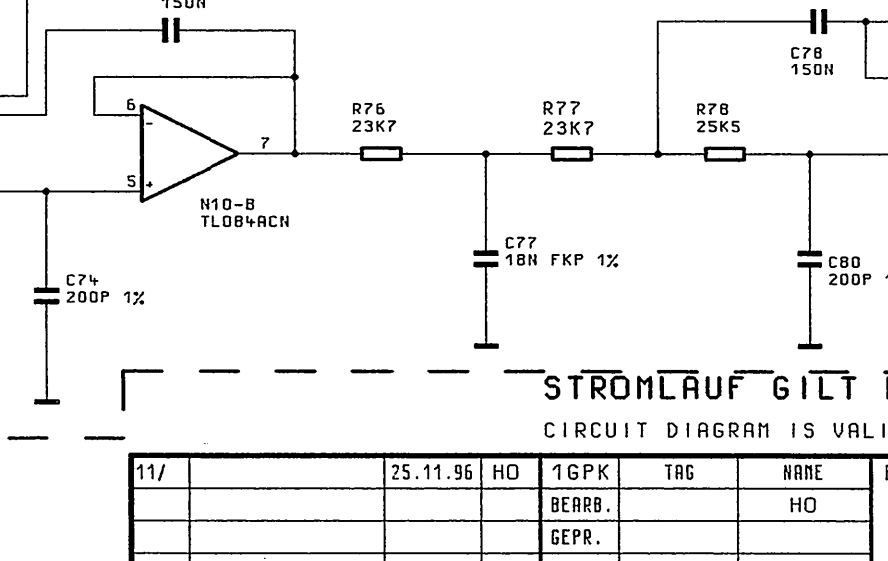 150N
C78
150N
6
-
7
5
+
N10-B
TL084ACN
R76
23K7
R77
23K7
R78
25K5
C74
200P 1%
C77
18N FKP 1%
C80
200P
STROMLAUF GILT
CIRCUIT DIAGRAM IS VALI
11/ 25.11.96 HO 1GPK TAG NAME
BEARB. HO
GEPR.